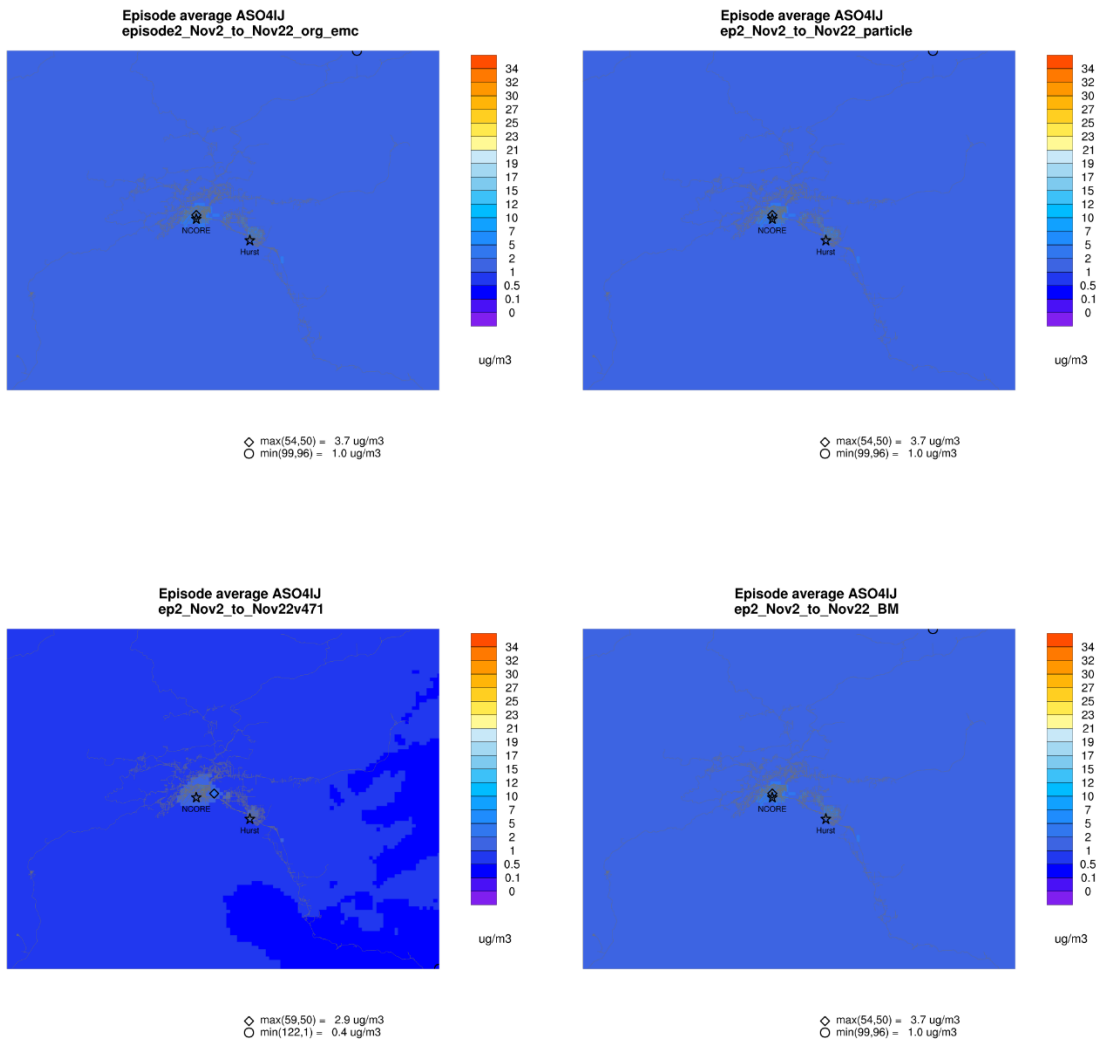 Episode average ASO4IJ
episode2_Nov2_to_Nov22_org_emc
34
32
30
27
25
23
21
19
17
15
12
10
7
5
2
1
0.5
0.1
0
ug/m3
NCORE
Hurst
max(54,50) = 3.7 ug/m3
min(99,96) = 1.0 ug/m3
Episode average ASO4IJ
ep2_Nov2_to_Nov22_particle
34
32
30
27
25
23
21
19
17
15
12
10
7
5
2
1
0.5
0.1
0
ug/m3
NCORE
Hurst
max(54,50) = 3.7 ug/m3
min(99,96) = 1.0 ug/m3
Episode average ASO4IJ
ep2_Nov2_to_Nov22v471
34
32
30
27
25
23
21
19
17
15
12
10
7
5
2
1
0.5
0.1
0
ug/m3
NCORE
Hurst
max(59,50) = 2.9 ug/m3
min(122,1) = 0.4 ug/m3
Episode average ASO4IJ
ep2_Nov2_to_Nov22_BM
34
32
30
27
25
23
21
19
17
15
12
10
7
5
2
1
0.5
0.1
0
ug/m3
NCORE
Hurst
max(54,50) = 3.7 ug/m3
min(99,96) = 1.0 ug/m3